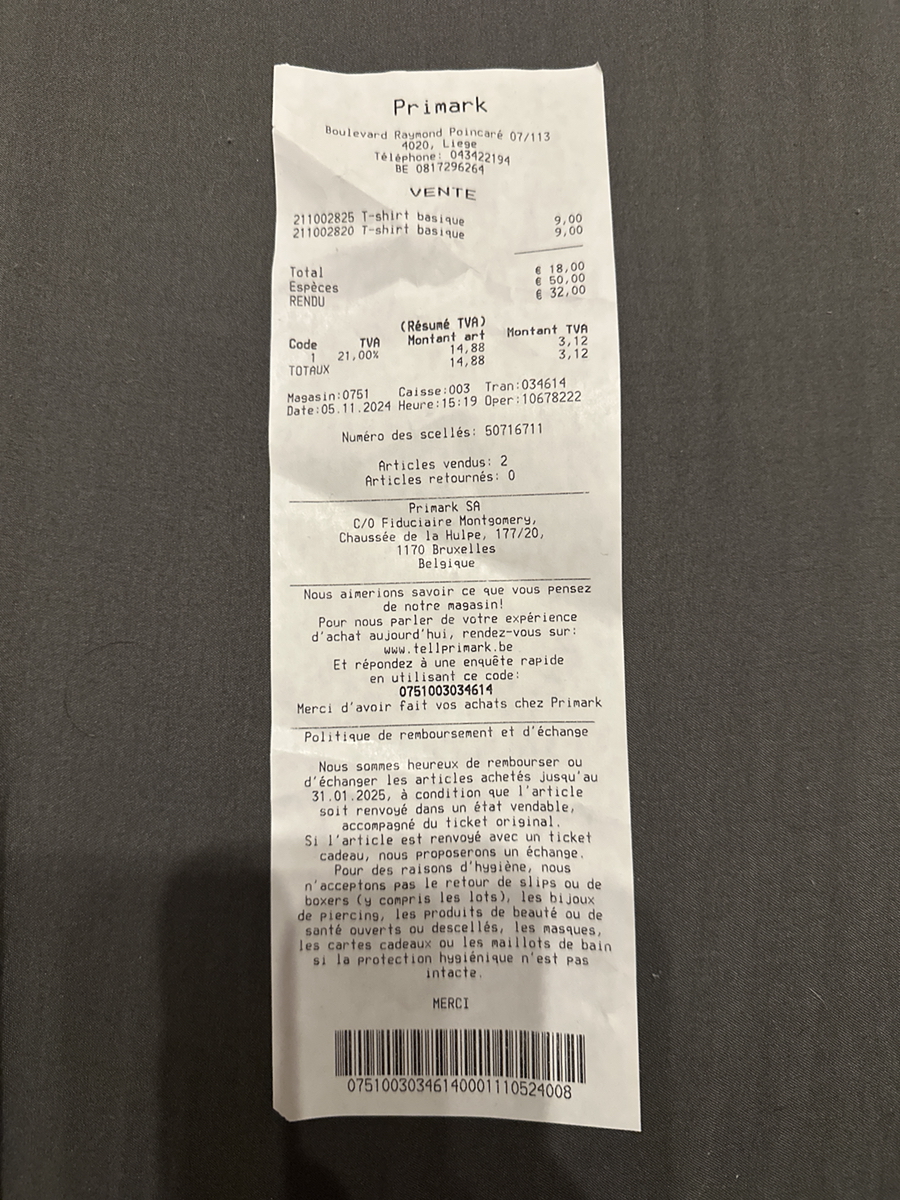 Primark
Boulevard Raymond Poincaré 07/113
4020, Liege
Téléphone: 043422194
BE 0817296264
VENTE
211002825 T-shirt basique 9,00
211002820 T-shirt basique 9,00
Total € 18,00
Espèces € 50,00
RENDU € 32,00
(Résumé TVA)
Code TVA Montant art Montant TVA
1 21,00% 14,88 3,12
TOTAUX 14,88 3,12
Magasin:0751 Caisse:003 Tran:034614
Date:05.11.2024 Heure:15:19 Oper:10678222
Numéro des scellés: 50716711
Articles vendus: 2
Articles retournés: 0
Primark SA
C/O Fiduciaire Montgomery,
Chaussée de la Hulpe, 177/20,
1170 Bruxelles
Belgique
Nous aimerions savoir ce que vous pensez
de notre magasin!
Pour nous parler de votre expérience
d'achat aujourd'hui, rendez-vous sur:
www.tellprimark.be
Et répondez à une enquête rapide
en utilisant ce code:
0751003034614
Merci d'avoir fait vos achats chez Primark
Politique de remboursement et d'échange
Nous sommes heureux de rembourser ou
d'échanger les articles achetés jusqu'au
31.01.2025, à condition que l'article
soit renvoyé dans un état vendable,
accompagné du ticket original.
Si l'article est renvoyé avec un ticket
cadeau, nous proposerons un échange.
Pour des raisons d'hygiène, nous
n'acceptons pas le retour de slips ou de
boxers (y compris les lots), les bijoux
de piercing, les produits de beauté ou de
santé ouverts ou descellés, les masques,
les cartes cadeaux ou les maillots de bain
si la protection hygiénique n'est pas
intacte.
MERCI
07510030346140001110524008